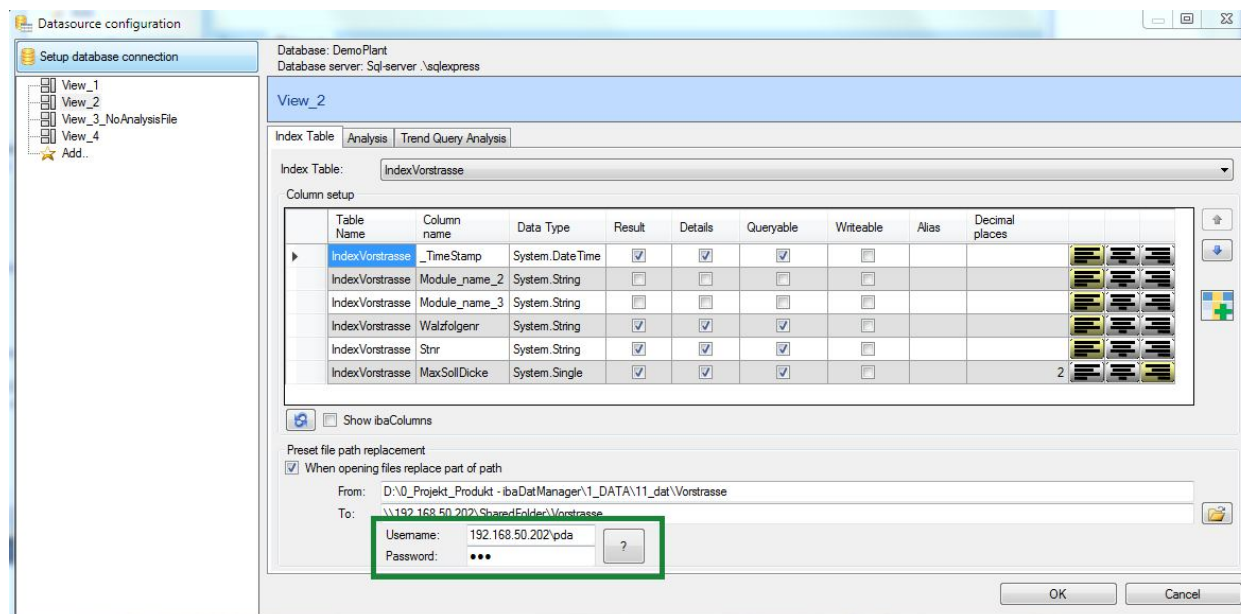 Datasource configuration
Setup database connection
View_1
View_2
View_3_NoAnalysisFile
View_4
Add..
Database: DemoPlant
Database server: Sql-server .\sqlexpress
View_2
Index Table Analysis Trend Query Analysis
Index Table: IndexVorstrasse
Column setup
Table Name Column name Data Type Result Details Queryable Writeable Alias Decimal places
IndexVorstrasse _TimeStamp System.DateTime
IndexVorstrasse Module_name_2 System.String
IndexVorstrasse Module_name_3 System.String
IndexVorstrasse Walzfolgenr System.String
IndexVorstrasse Stnr System.String
IndexVorstrasse MaxSollDicke System.Single 2
Show ibaColumns
Preset file path replacement
When opening files replace part of path
From: D:\0_Projekt_Produkt - ibaDatManager\1_DATA\11_dat\Vorstrasse
To: \\192.168.50.202\SharedFolder\Vorstrasse
Username: 192.168.50.202\pda
?
Password: •••
OK Cancel